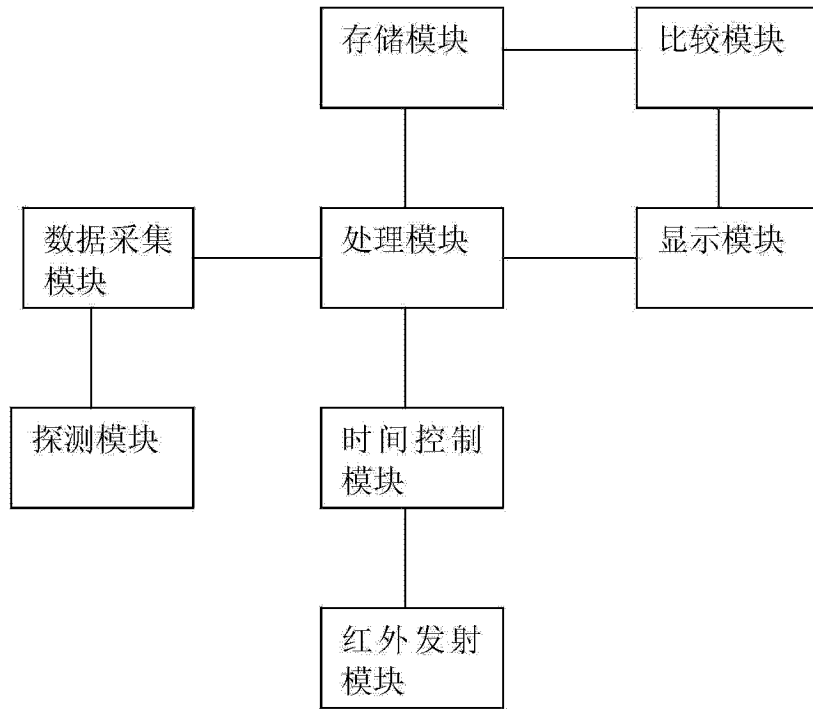 存储模块
比较模块
数据采集
模块
处理模块
显示模块
探测模块
时间控制
模块
红外发射
模块